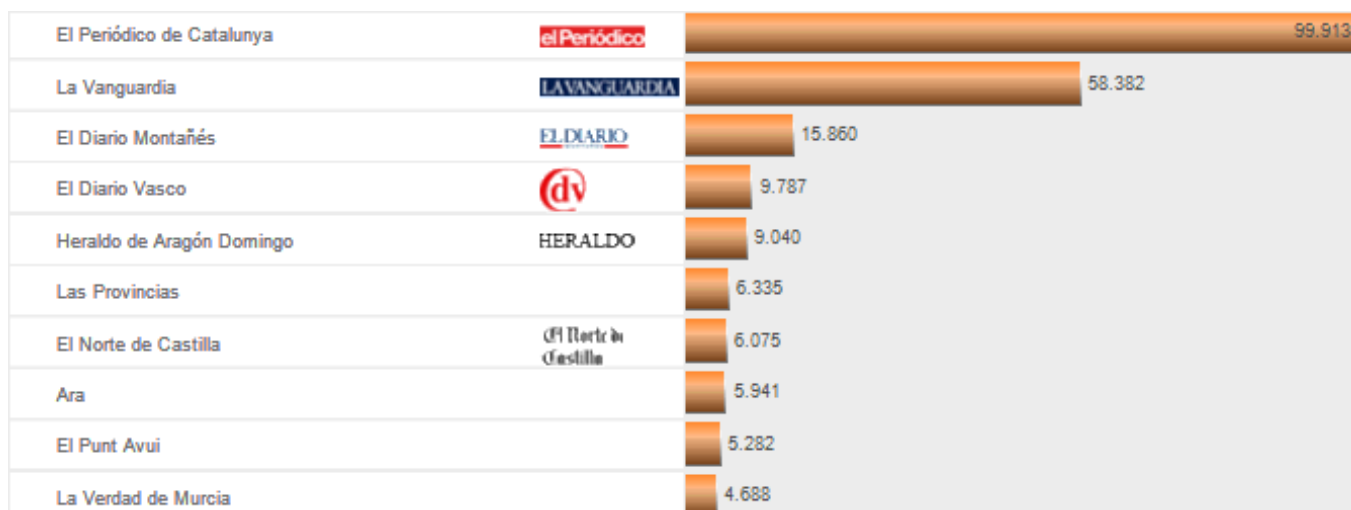 El Periódico de Catalunya elPeriódico 99.913
La Vanguardia LAVANGUARDIA 58.382
El Diario Montañés EL DIARIO 15.860
El Diario Vasco dv 9.787
Heraldo de Aragón Domingo HERALDO 9.040
Las Provincias 6.335
El Norte de Castilla El Norte de Castilla 6.075
Ara 5.941
El Punt Avui 5.282
La Verdad de Murcia 4.688